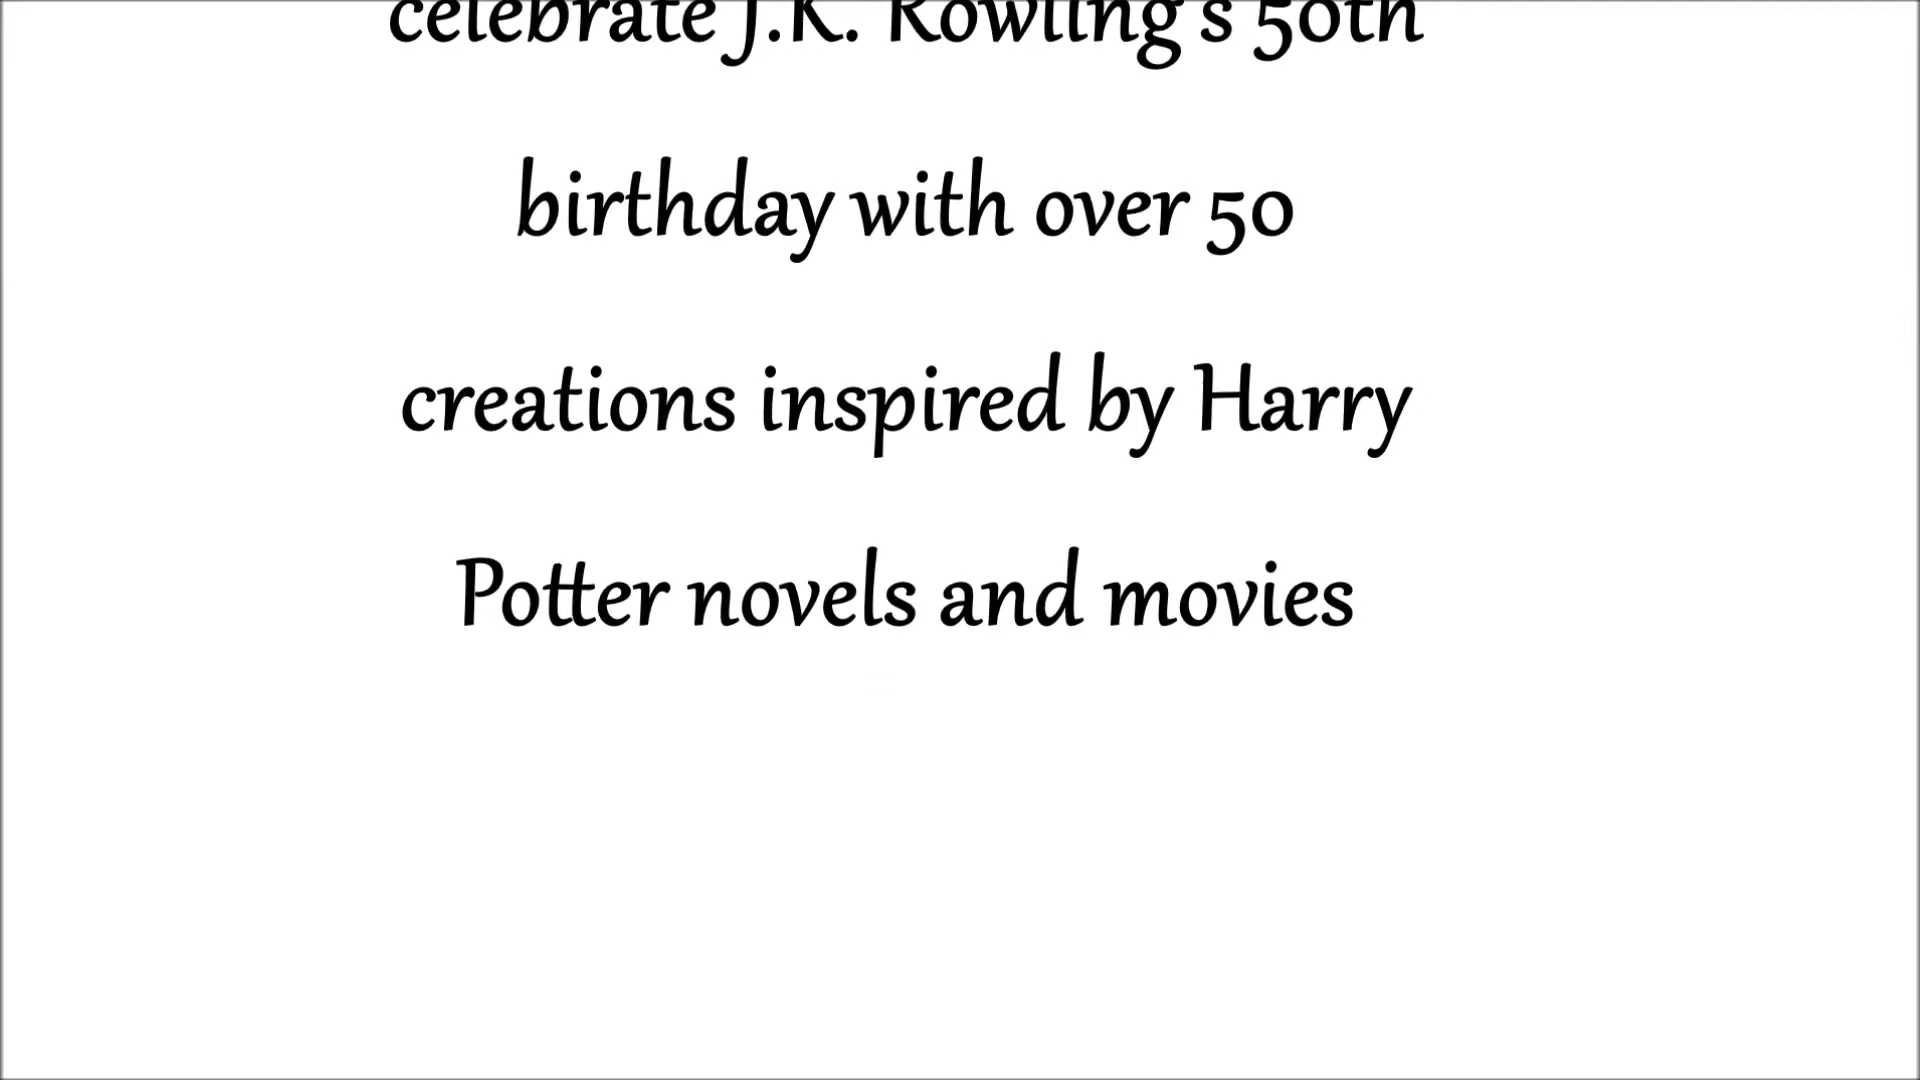 celebrate J.K. Rowling's 50th
birthday with over 50
creations inspired by Harry
Potter novels and movies